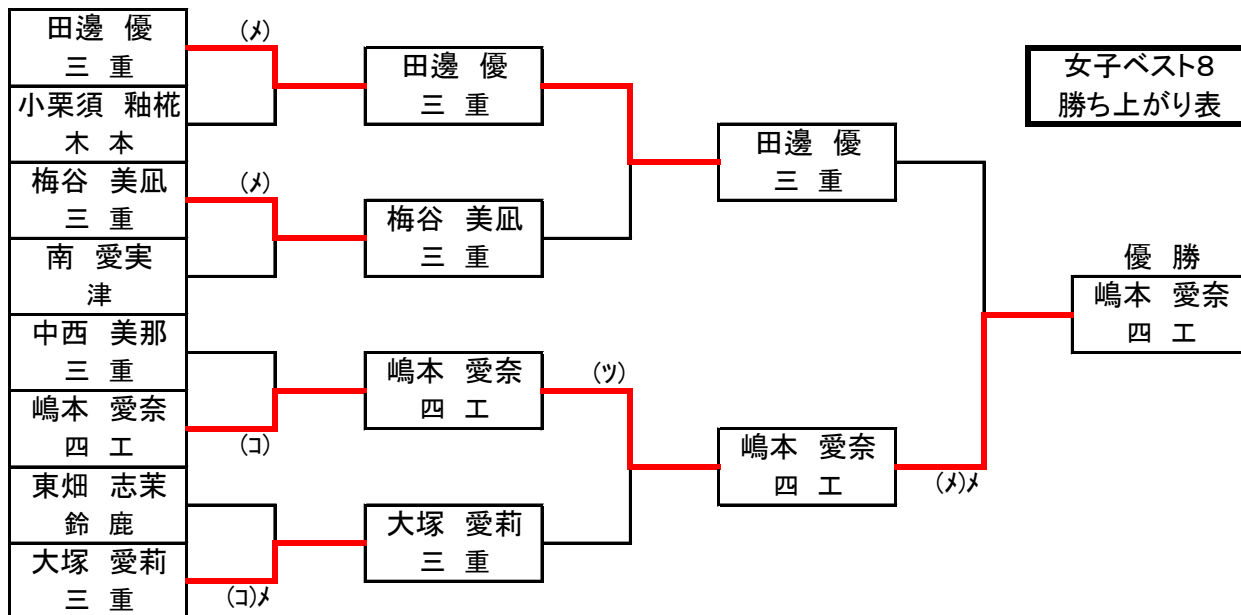 田邊 優
三 重
小栗須 釉椛
木 本
梅谷 美凪
三 重
南 愛実
津
中西 美那
三 重
嶋本 愛奈
四 工
東畑 志茉
鈴 鹿
大塚 愛莉
三 重
(メ)
(メ)
(コ)
(コ)メ
田邊 優
三 重
梅谷 美凪
三 重
嶋本 愛奈
四 工
大塚 愛莉
三 重
(ツ)
田邊 優
三 重
嶋本 愛奈
四 工
(メ)メ
女子ベスト8
勝ち上がり表
優 勝
嶋本 愛奈
四 工